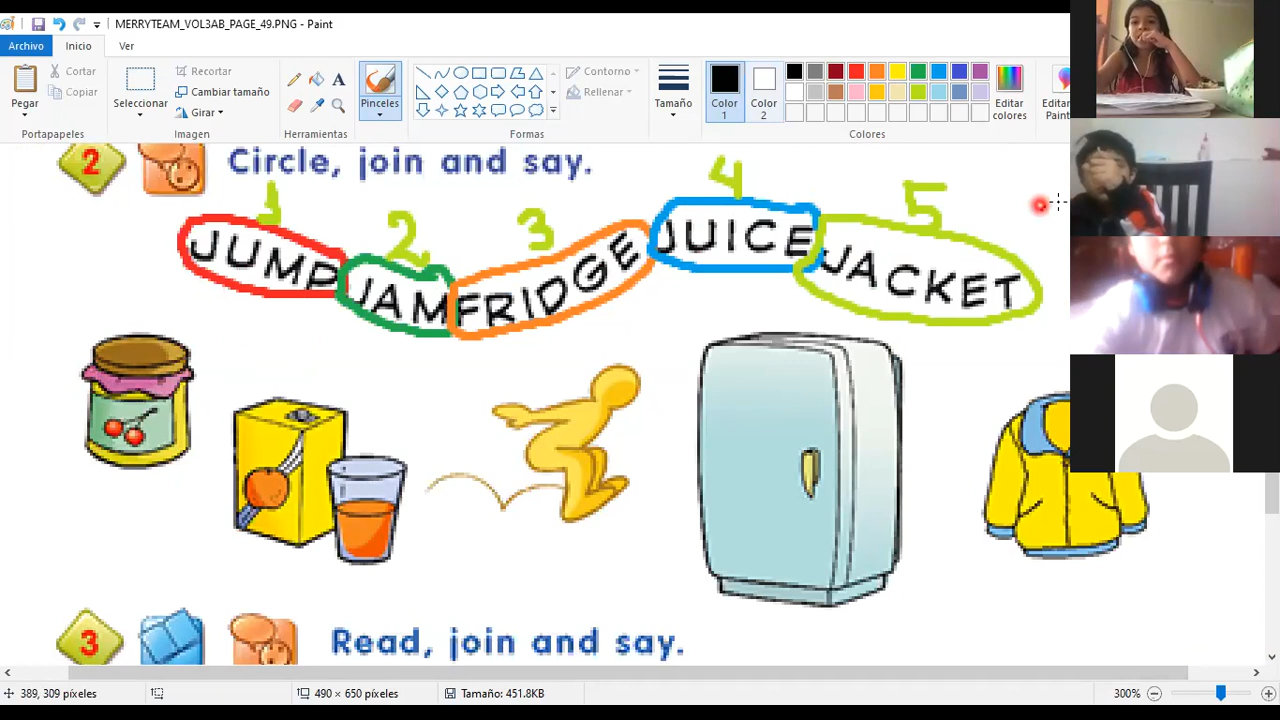 MERRYTEAM_VOL3AB_PAGE_49.PNG - Paint
Archivo Inicio Ver
Pegar
Cortar
Copiar
Portapapeles
Seleccionar
Recortar
Cambiar tamaño
Girar
Imagen
A
Herramientas
Pinceles
Contorno
Rellenar
Formas
Tamaño
Color
1
Color
2
Editar
colores
Editar
Paint
Colores
2 Circle, join and say.
1 2 3 4 5
JUMP JAM FRIDGE JUICE JACKET
3 Read, join and say.
389, 309 píxeles 490 × 650 píxeles Tamaño: 451.8KB 300%